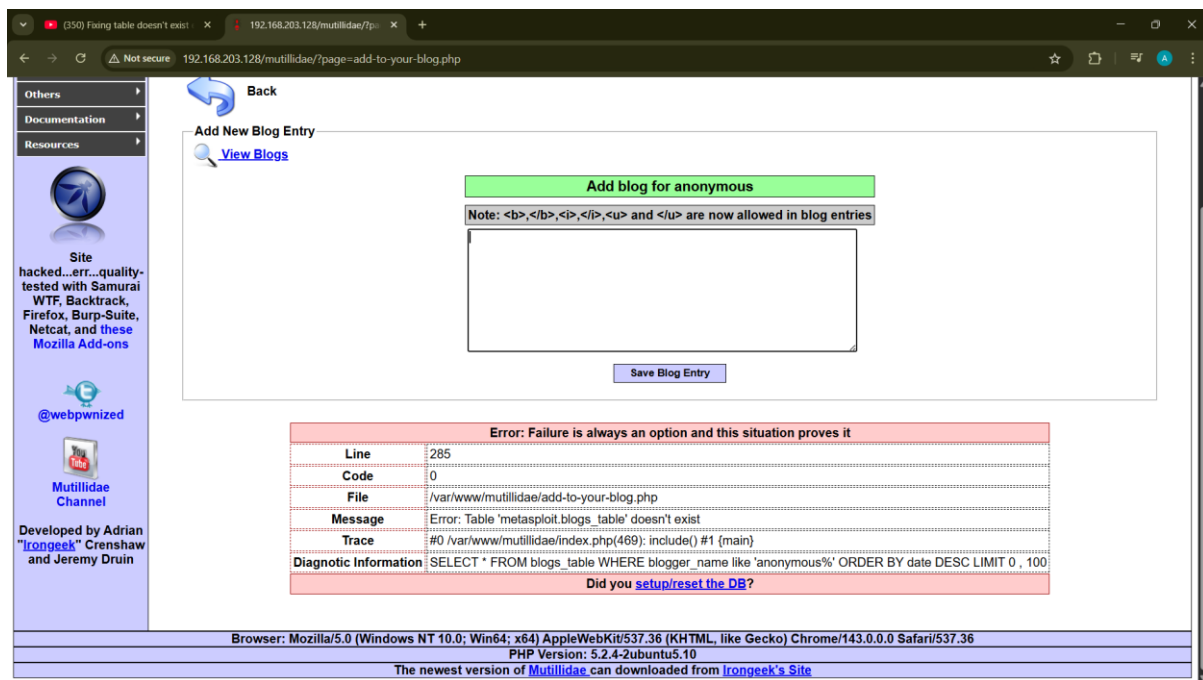 (350) Fixing table doesn't exist
192.168.203.128/mutillidae/?pa
Not secure
192.168.203.128/mutillidae/?page=add-to-your-blog.php
A
Others
Documentation
Resources
Site
hacked...err...quality-
tested with Samurai
WTF, Backtrack,
Firefox, Burp-Suite,
Netcat, and these
Mozilla Add-ons
@webpwnized
You
Tube
Mutillidae
Channel
Developed by Adrian
"Irongeek" Crenshaw
and Jeremy Druin
Back
Add New Blog Entry
View Blogs
Add blog for anonymous
Note: <b>,</b>,<i>,</i>,<u> and </u> are now allowed in blog entries
Save Blog Entry
Error: Failure is always an option and this situation proves it
Line 285
Code 0
File /var/www/mutillidae/add-to-your-blog.php
Message Error: Table 'metasploit.blogs_table' doesn't exist
Trace #0 /var/www/mutillidae/index.php(469): include() #1 {main}
Diagnotic Information SELECT * FROM blogs_table WHERE blogger_name like 'anonymous%' ORDER BY date DESC LIMIT 0 , 100
Did you setup/reset the DB?
Browser: Mozilla/5.0 (Windows NT 10.0; Win64; x64) AppleWebKit/537.36 (KHTML, like Gecko) Chrome/143.0.0.0 Safari/537.36
PHP Version: 5.2.4-2ubuntu5.10
The newest version of Mutillidae can downloaded from Irongeek's Site